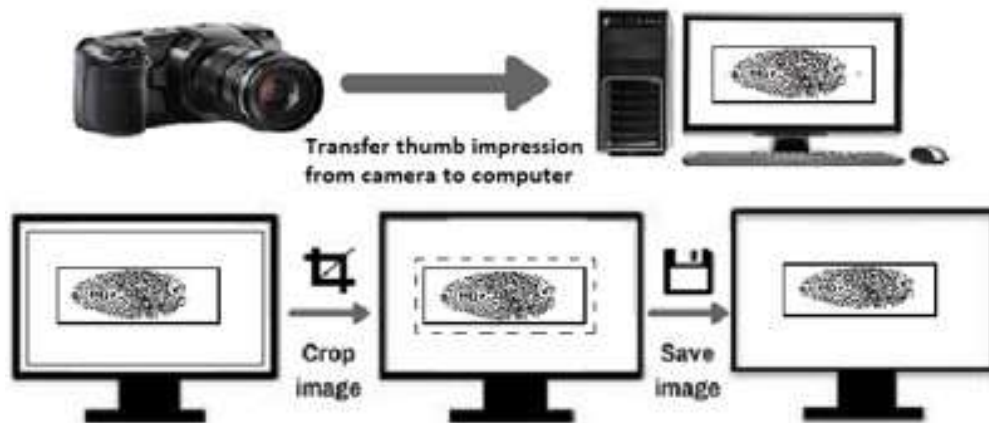 Transfer thumb impression
from camera to computer
Crop
image
Save
image